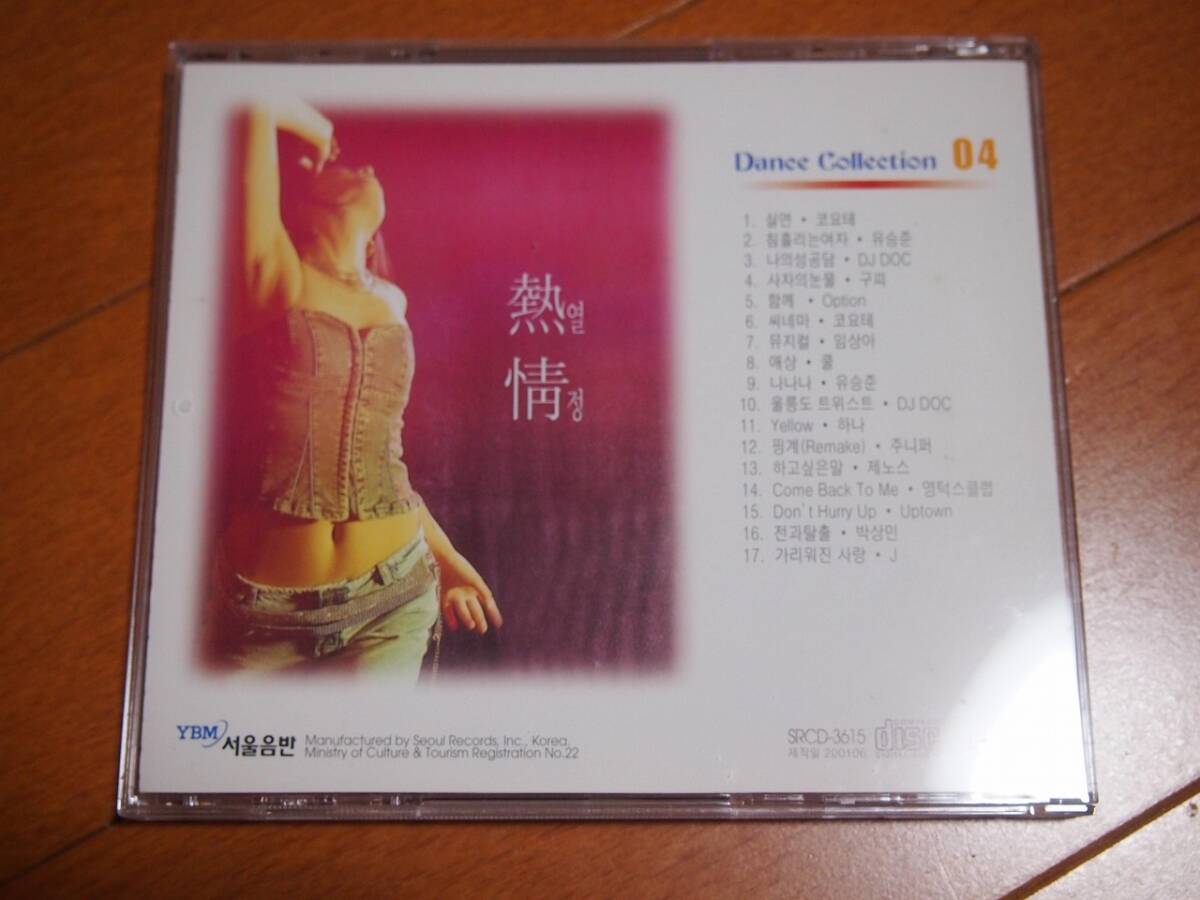 Dance Collection 04
1. 실연 • 코요테
2. 침흘리는여자 • 유승준
3. 나의성공담 • DJ DOC
4. 사자의눈물 • 구피
5. 함께 • Option
6. 씨네마 • 코요테
7. 뮤지컬 • 임상아
8. 애상 • 쿨
9. 나나나 • 유승준
10. 울릉도 트위스트 • DJ DOC
11. Yellow • 하나
12. 핑계(Remake) • 주니퍼
13. 하고싶은말 • 제노스
14. Come Back To Me • 영턱스클럽
15. Don't Hurry Up • Uptown
16. 전과탈출 • 박상민
17. 가리워진 사랑 • J
熱열
情정
YBM 서울음반
Manufactured by Seoul Records, Inc., Korea.
Ministry of Culture & Tourism Registration No.22
SRCD-3615
제작일 200106
disc